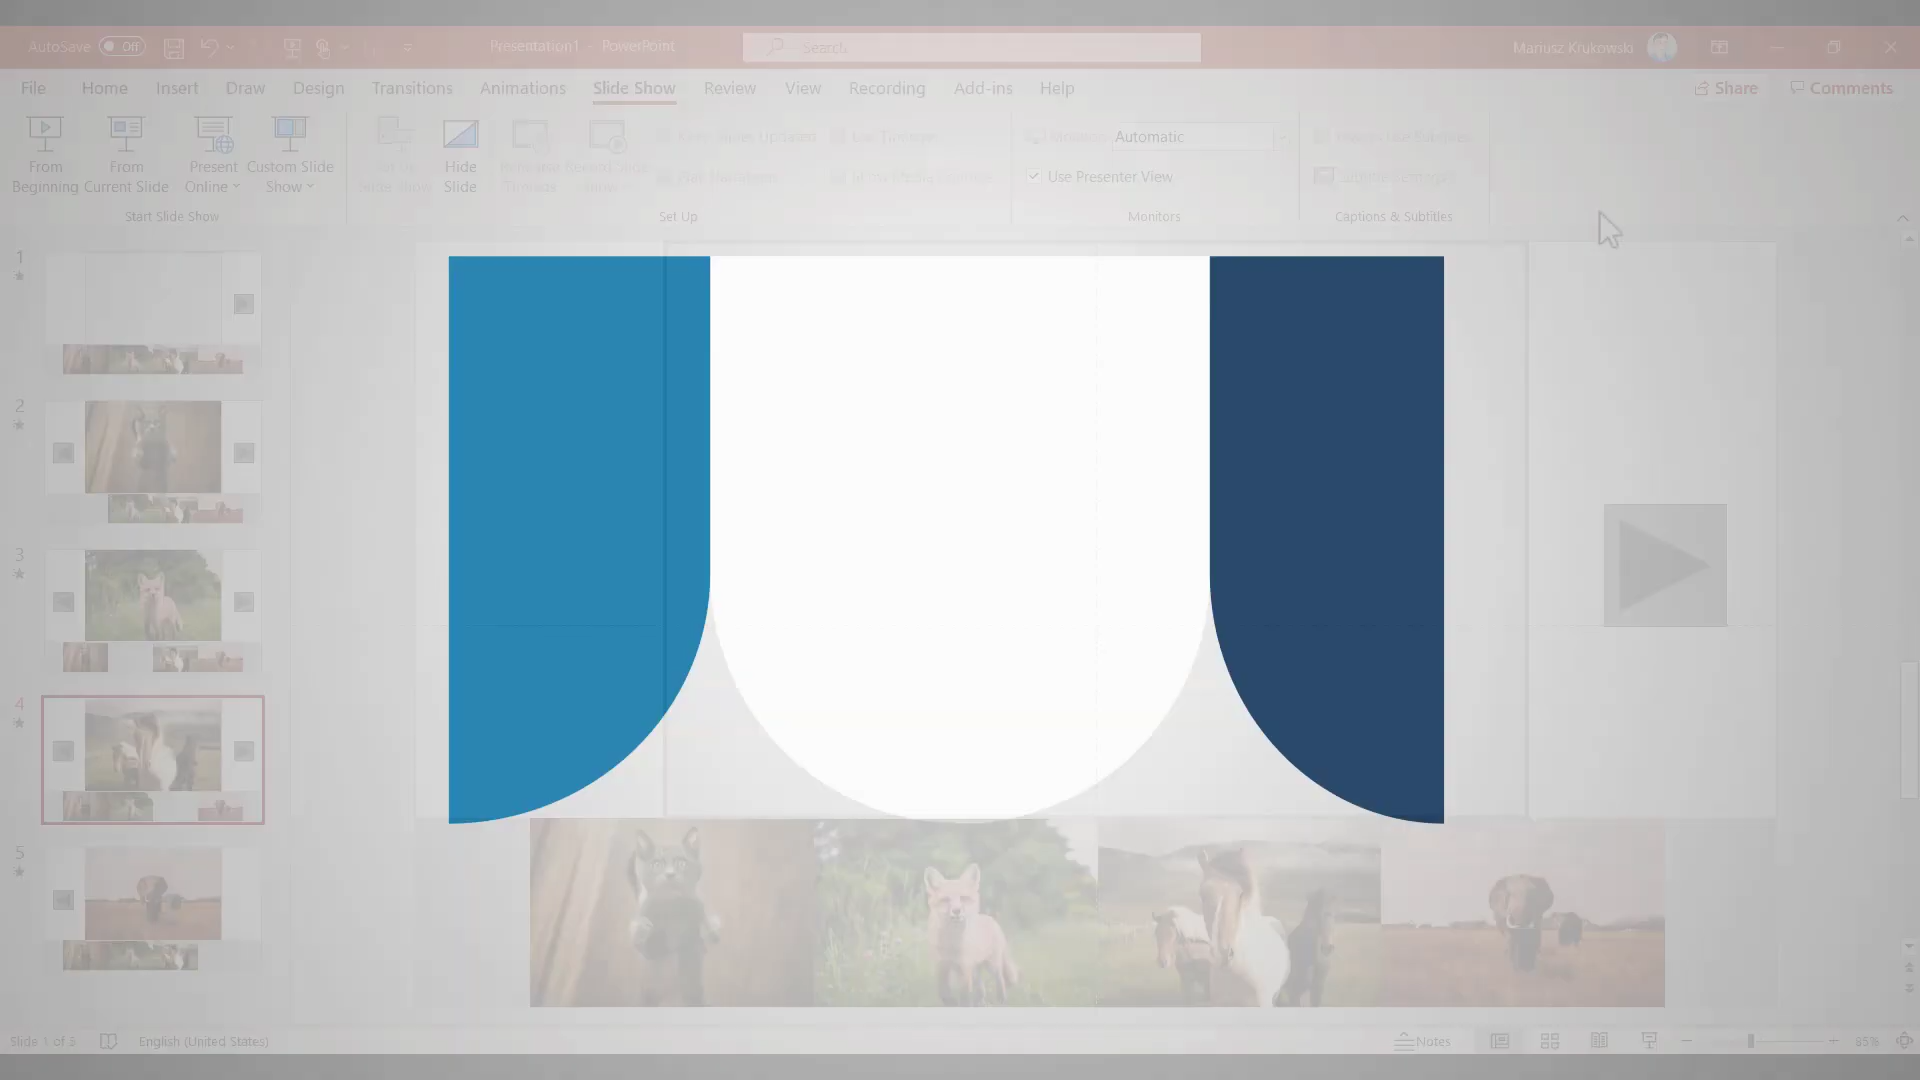 AutoSave Off Presentation1 - PowerPoint Search Mariusz Krukowski
File Home Insert Draw Design Transitions Animations Slide Show Review View Recording Add-ins Help Share Comments
From Beginning
From Current Slide
Present Online
Custom Slide Show
Hide Slide
Automatic
Use Presenter View
Start Slide Show Set Up Monitors Captions & Subtitles
1
2
3
4
5
Slide 1 of 5 English (United States) Notes 85%